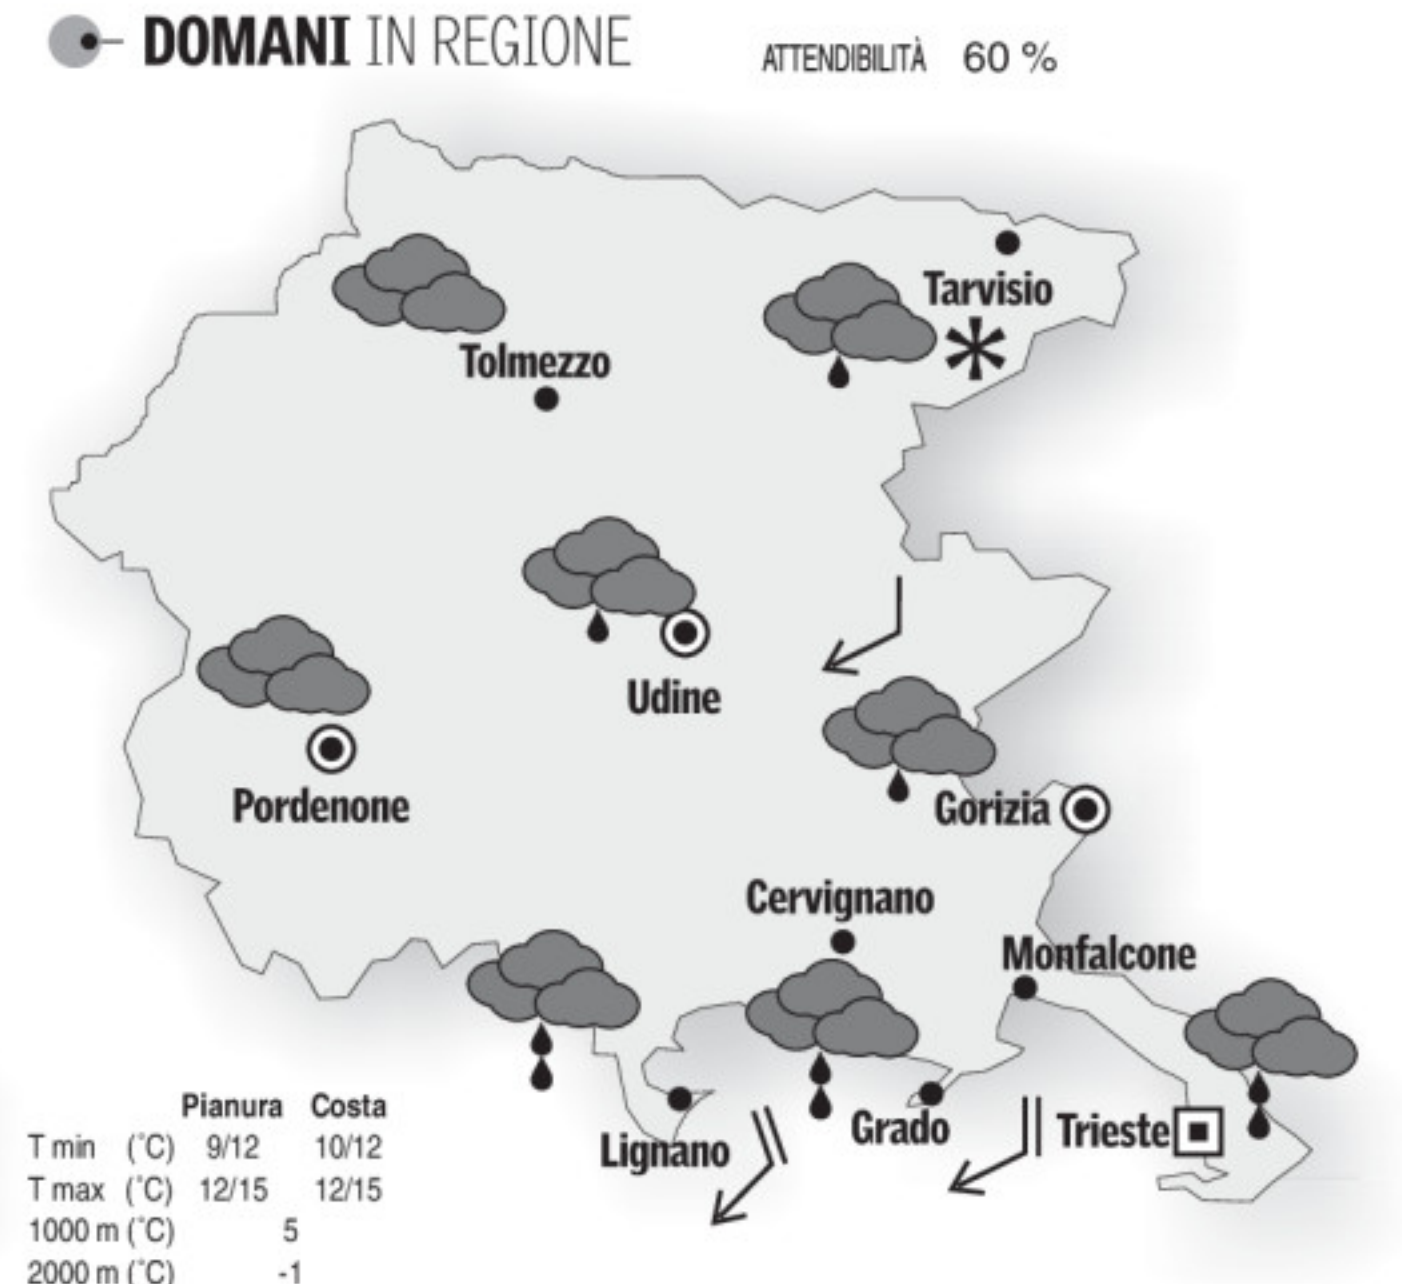 DOMANI IN REGIONE
ATTENDIBILITÀ 60 %
Tarvisio
Tolmezzo
Udine
Pordenone
Gorizia
Cervignano
Monfalcone
Grado
Trieste
Lignano
Pianura Costa
T min (°C) 9/12 10/12
T max (°C) 12/15 12/15
1000 m (°C) 5
2000 m (°C) -1